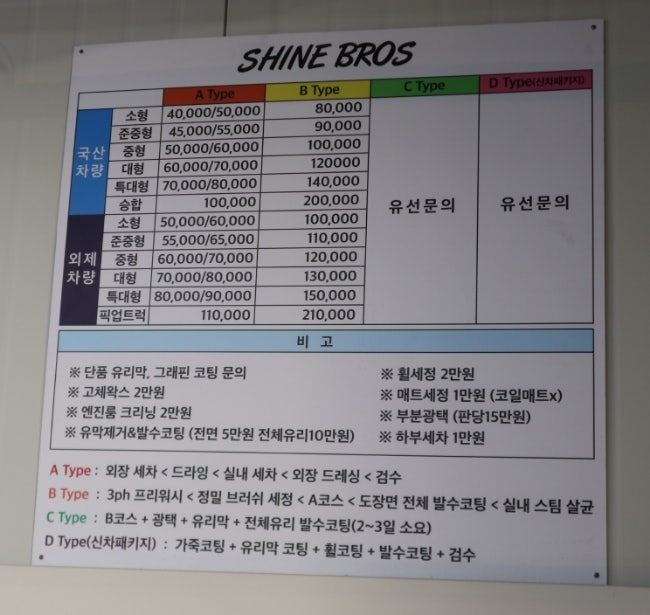 SHINE BROS
A Type B Type C Type D Type(신차패키지)
국산차량
소형 40,000/50,000 80,000
준중형 45,000/55,000 90,000
중형 50,000/60,000 100,000
대형 60,000/70,000 120000
특대형 70,000/80,000 140,000
승합 100,000 200,000
외제차량
소형 50,000/60,000 100,000
준중형 55,000/65,000 110,000
중형 60,000/70,000 120,000
대형 70,000/80,000 130,000
특대형 80,000/90,000 150,000
픽업트럭 110,000 210,000
유선문의 유선문의
비 고
※ 단품 유리막, 그래핀 코팅 문의
※ 고체왁스 2만원
※ 엔진룸 크리닝 2만원
※ 유막제거&발수코팅 (전면 5만원 전체유리10만원)
※ 휠세정 2만원
※ 매트세정 1만원 (코일매트x)
※ 부분광택 (판당15만원)
※ 하부세차 1만원
A Type : 외장 세차 < 드라잉 < 실내 세차 < 외장 드레싱 < 검수
B Type : 3ph 프리워시 < 정밀 브러쉬 세정 < A코스 < 도장면 전체 발수코팅 < 실내 스팀 살균
C Type : B코스 + 광택 + 유리막 + 전체유리 발수코팅(2~3일 소요)
D Type(신차패키지) : 가죽코팅 + 유리막 코팅 + 휠코팅 + 발수코팅 + 검수